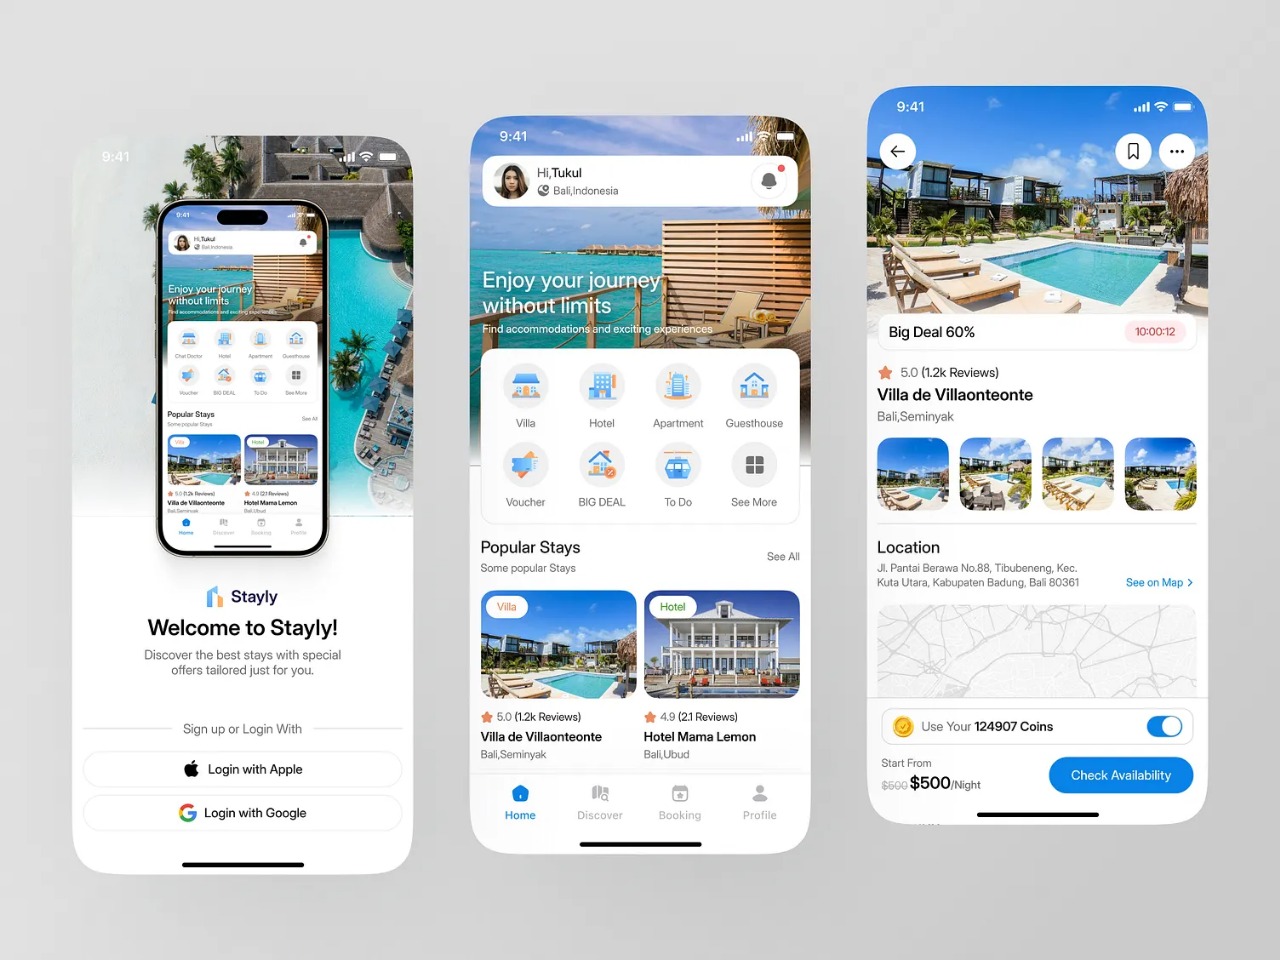 9:41
9:41
Hi,Tukul
Bali,Indonesia
Enjoy your journey
without limits
Find accommodations and exciting experiences
Chat Doctor
Hotel
Apartment
Guesthouse
Voucher
BIG DEAL
To Do
See More
Popular Stays
See All
Some popular Stays
Villa
Hotel
5.0 (1.2k Reviews)
4.9 (2.1 Reviews)
Villa de Villaonteonte
Hotel Mama Lemon
Bali,Seminyak
Bali,Ubud
Home
Discover
Booking
Profile
Stayly
Welcome to Stayly!
Discover the best stays with special
offers tailored just for you.
Sign up or Login With
Login with Apple
Login with Google
9:41
Hi,Tukul
Bali,Indonesia
Enjoy your journey
without limits
Find accommodations and exciting experiences
Villa
Hotel
Apartment
Guesthouse
Voucher
BIG DEAL
To Do
See More
Popular Stays
See All
Some popular Stays
Villa
Hotel
5.0 (1.2k Reviews)
4.9 (2.1 Reviews)
Villa de Villaonteonte
Hotel Mama Lemon
Bali,Seminyak
Bali,Ubud
Home
Discover
Booking
Profile
9:41
Big Deal 60%
10:00:12
5.0 (1.2k Reviews)
Villa de Villaonteonte
Bali,Seminyak
Location
Jl. Pantai Berawa No.88, Tibubeneng, Kec.
Kuta Utara, Kabupaten Badung, Bali 80361
See on Map
Use Your 124907 Coins
Start From
$500 $500/Night
Check Availability